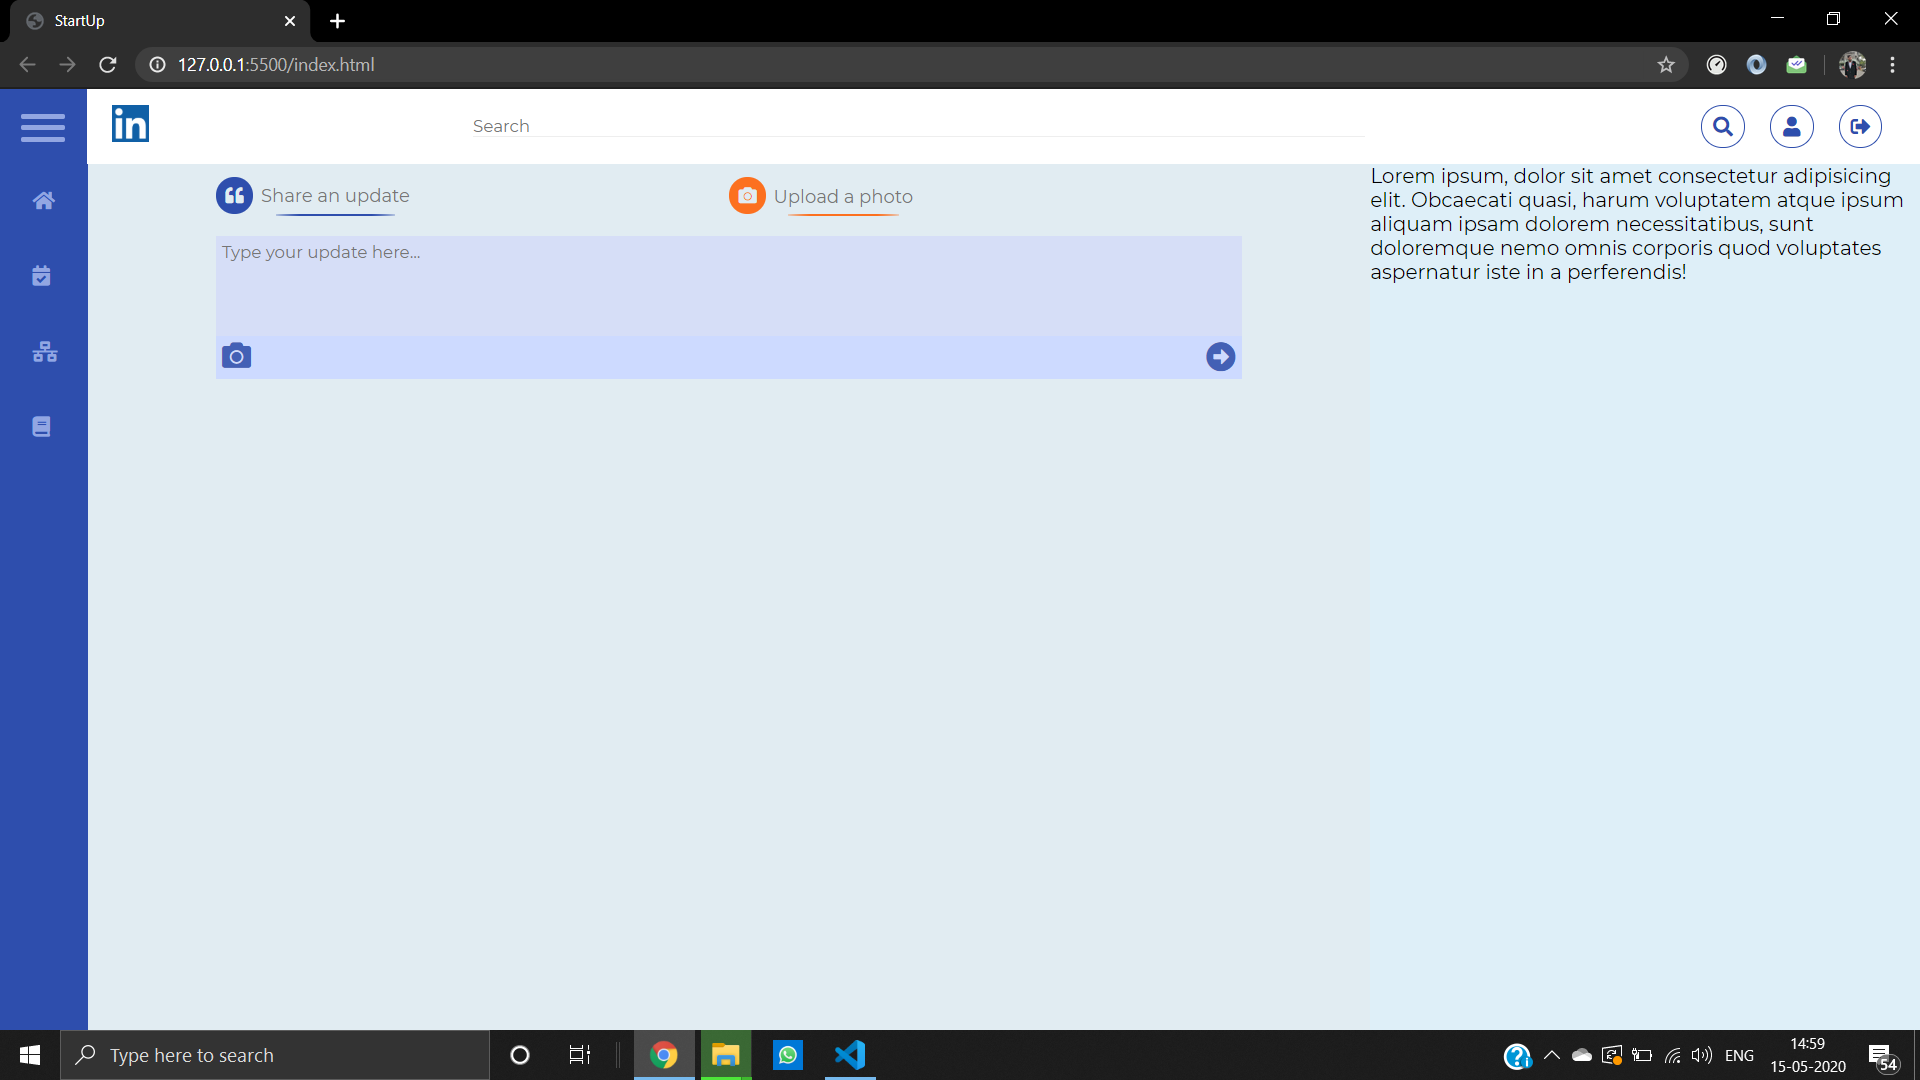 StartUp
127.0.0.1:5500/index.html
in
Search
Share an update
Upload a photo
Type your update here...
Lorem ipsum, dolor sit amet consectetur adipisicing
elit. Obcaecati quasi, harum voluptatem atque ipsum
aliquam ipsam dolorem necessitatibus, sunt
doloremque nemo omnis corporis quod voluptates
aspernatur iste in a perferendis!
Type here to search
ENG
14:59
15-05-2020
54